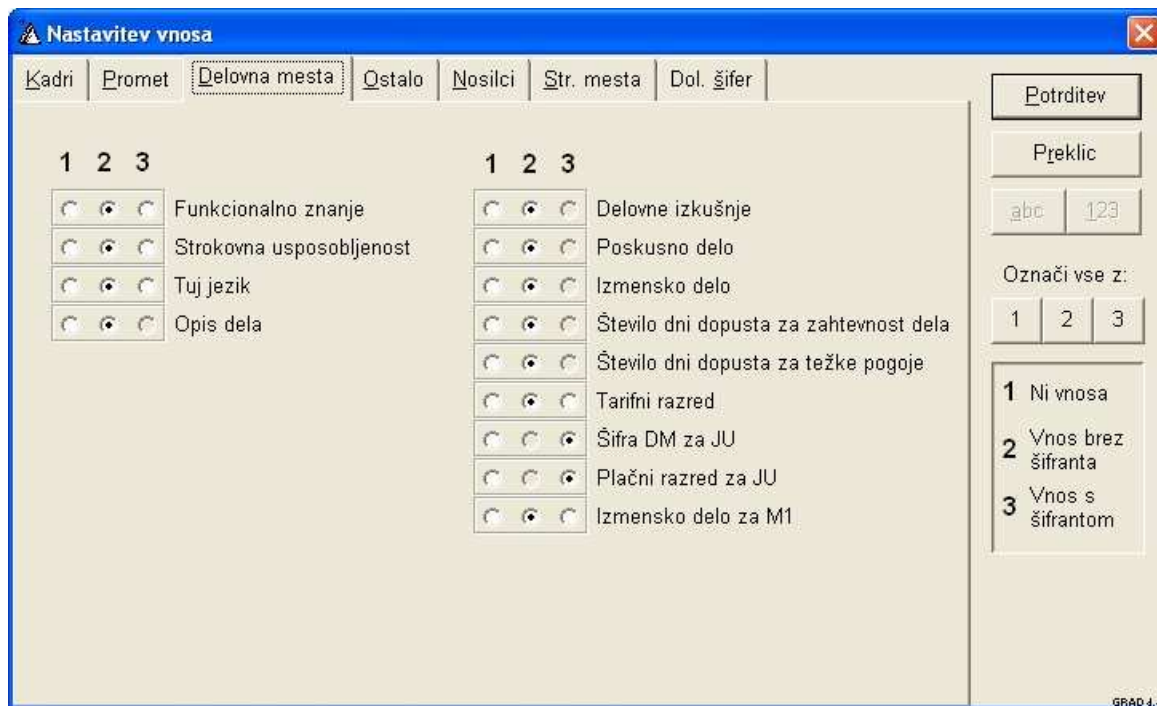 Nastavitev vnosa
Kadri Promet Delovna mesta Ostalo Nosilci Str. mesta Dol. šifer
1 2 3
Funkcionalno znanje
Strokovna usposobljenost
Tuj jezik
Opis dela
1 2 3
Delovne izkušnje
Poskusno delo
Izmensko delo
Število dni dopusta za zahtevnost dela
Število dni dopusta za težke pogoje
Tarifni razred
Šifra DM za JU
Plačni razred za JU
Izmensko delo za M1
Potrditev
Preklic
abc 123
Označi vse z:
1 2 3
1 Ni vnosa
2 Vnos brez
šifranta
3 Vnos s
šifrantom
GRAD d.